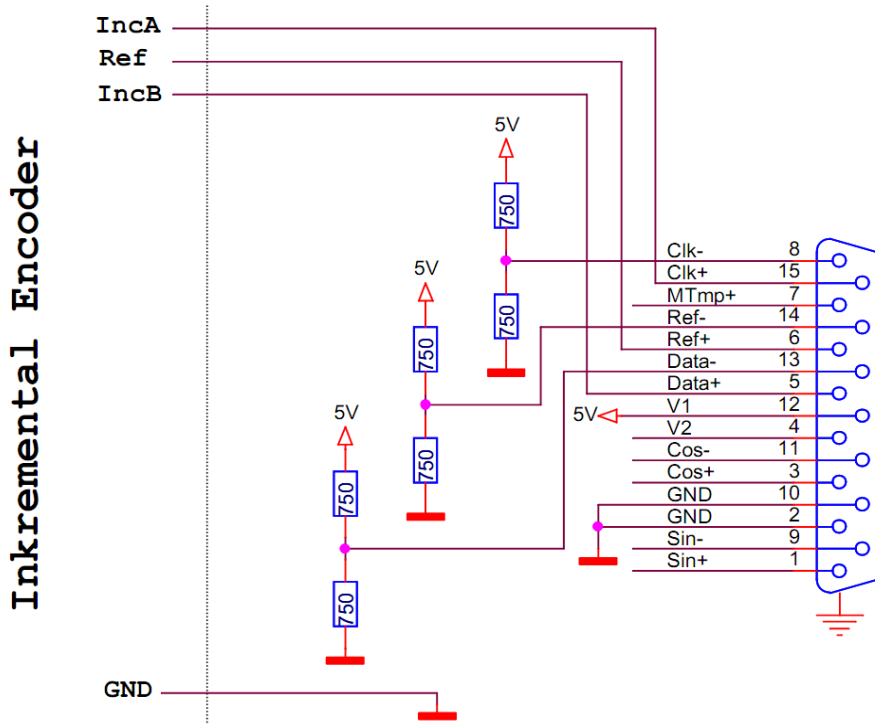 IncA
Ref
IncB
Inkremental Encoder
5V
750
750
5V
750
750
5V
750
750
Clk- 8
Clk+ 15
MTmp+ 7
Ref- 14
Ref+ 6
Data- 13
Data+ 5
5V V1 12
V2 4
Cos- 11
Cos+ 3
GND 10
GND 2
Sin- 9
Sin+ 1
GND